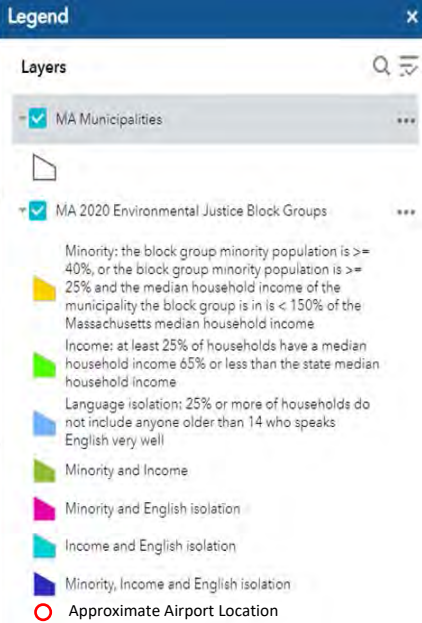 Legend
Layers
MA Municipalities
MA 2020 Environmental Justice Block Groups
Minority: the block group minority population is >=
40%, or the block group minority population is >=
25% and the median household income of the
municipality the block group is in is < 150% of the
Massachusetts median household income
Income: at least 25% of households have a median
household income 65% or less than the state median
household income
Language isolation: 25% or more of households do
not include anyone older than 14 who speaks
English very well
Minority and Income
Minority and English isolation
Income and English isolation
Minority, Income and English isolation
Approximate Airport Location